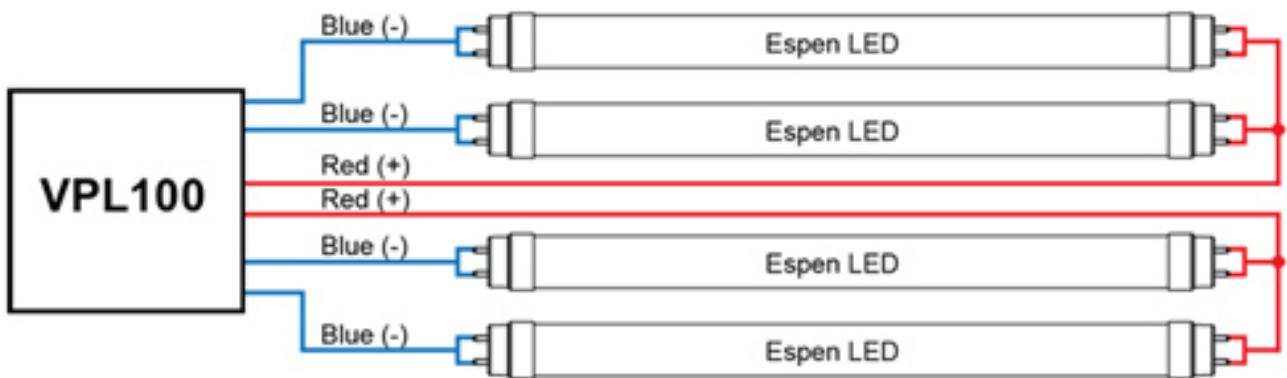 Blue (-)
Espen LED
Blue (-)
Espen LED
Red (+)
VPL100
Red (+)
Blue (-)
Espen LED
Blue (-)
Espen LED